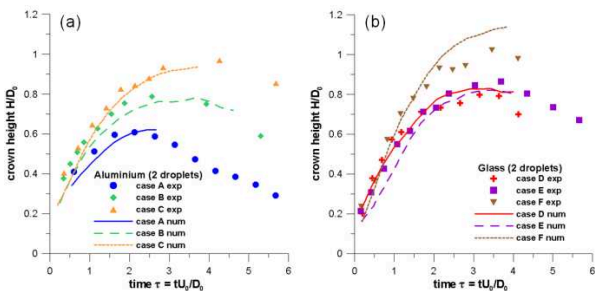 (a)
1.2
1
0.8
0.6
0.4
0.2
0
crown height H/D₀
Aluminium (2 droplets)
case A exp
case B exp
case C exp
case A num
case B num
case C num
0 1 2 3 4 5 6
time τ = tU₀/D₀
(b)
1.2
1
0.8
0.6
0.4
0.2
0
crown height H/D₀
Glass (2 droplets)
case D exp
case E exp
case F exp
case D num
case E num
case F num
0 1 2 3 4 5 6
time τ = tU₀/D₀